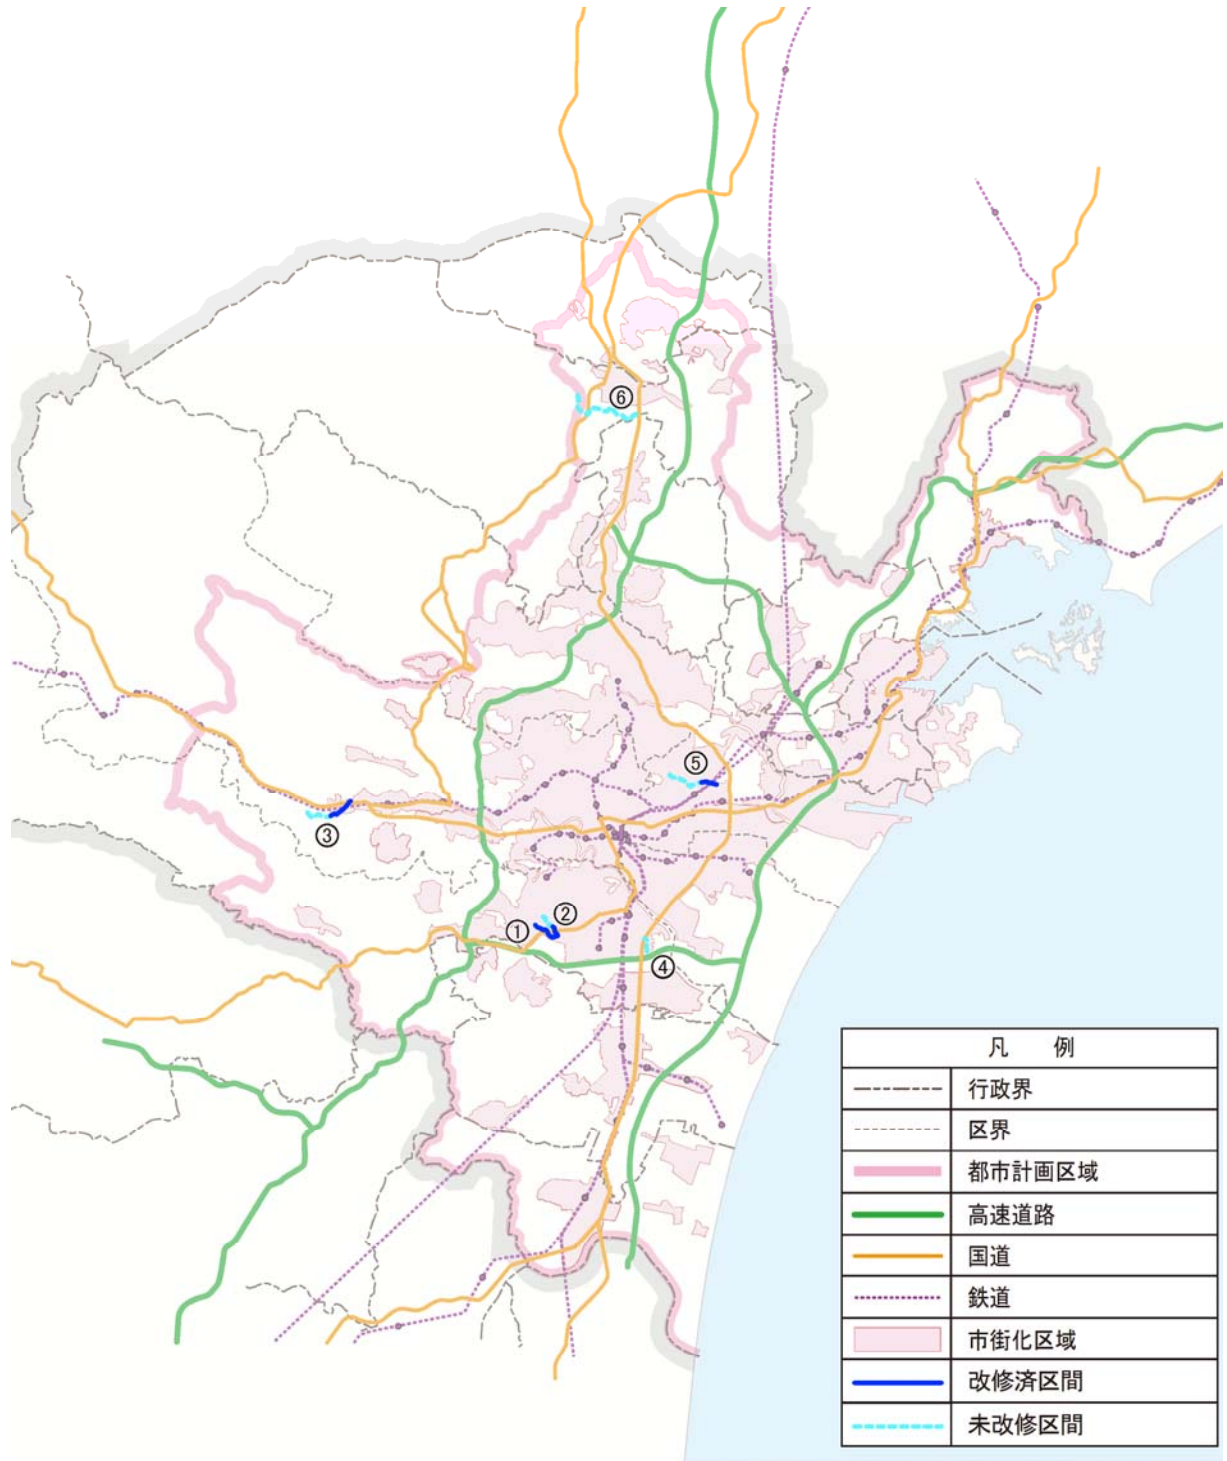 ⑥
⑤
③
②
①
④
凡　例
行政界
区界
都市計画区域
高速道路
国道
鉄道
市街化区域
改修済区間
未改修区間